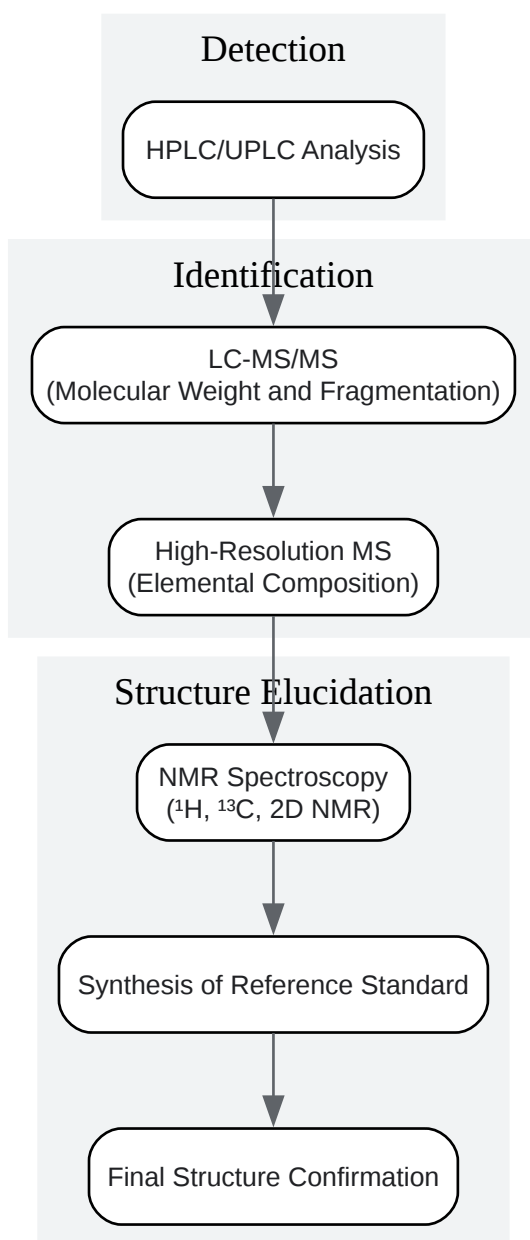 Detection
HPLC/UPLC Analysis
Identification
LC-MS/MS
(Molecular Weight and Fragmentation)
High-Resolution MS
(Elemental Composition)
Structure Elucidation
NMR Spectroscopy
(¹H, ¹³C, 2D NMR)
Synthesis of Reference Standard
Final Structure Confirmation